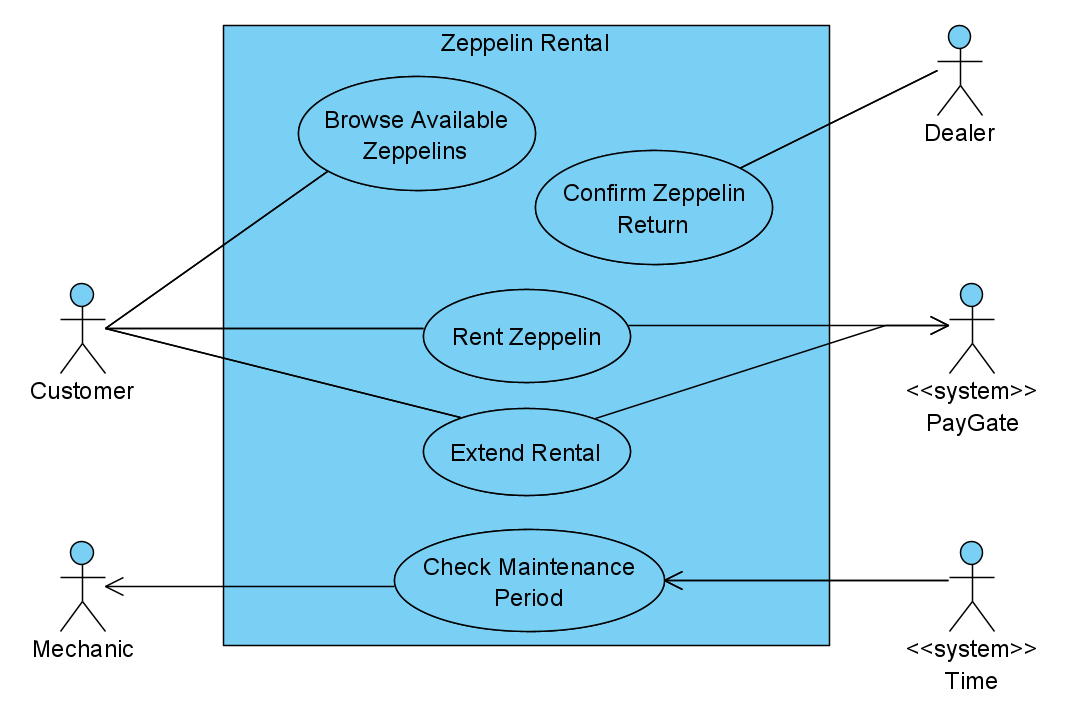 Zeppelin Rental
Browse Available
Zeppelins
Dealer
Confirm Zeppelin
Return
Rent Zeppelin
Customer
<<system>>
PayGate
Extend Rental
Check Maintenance
Period
Mechanic
<<system>>
Time